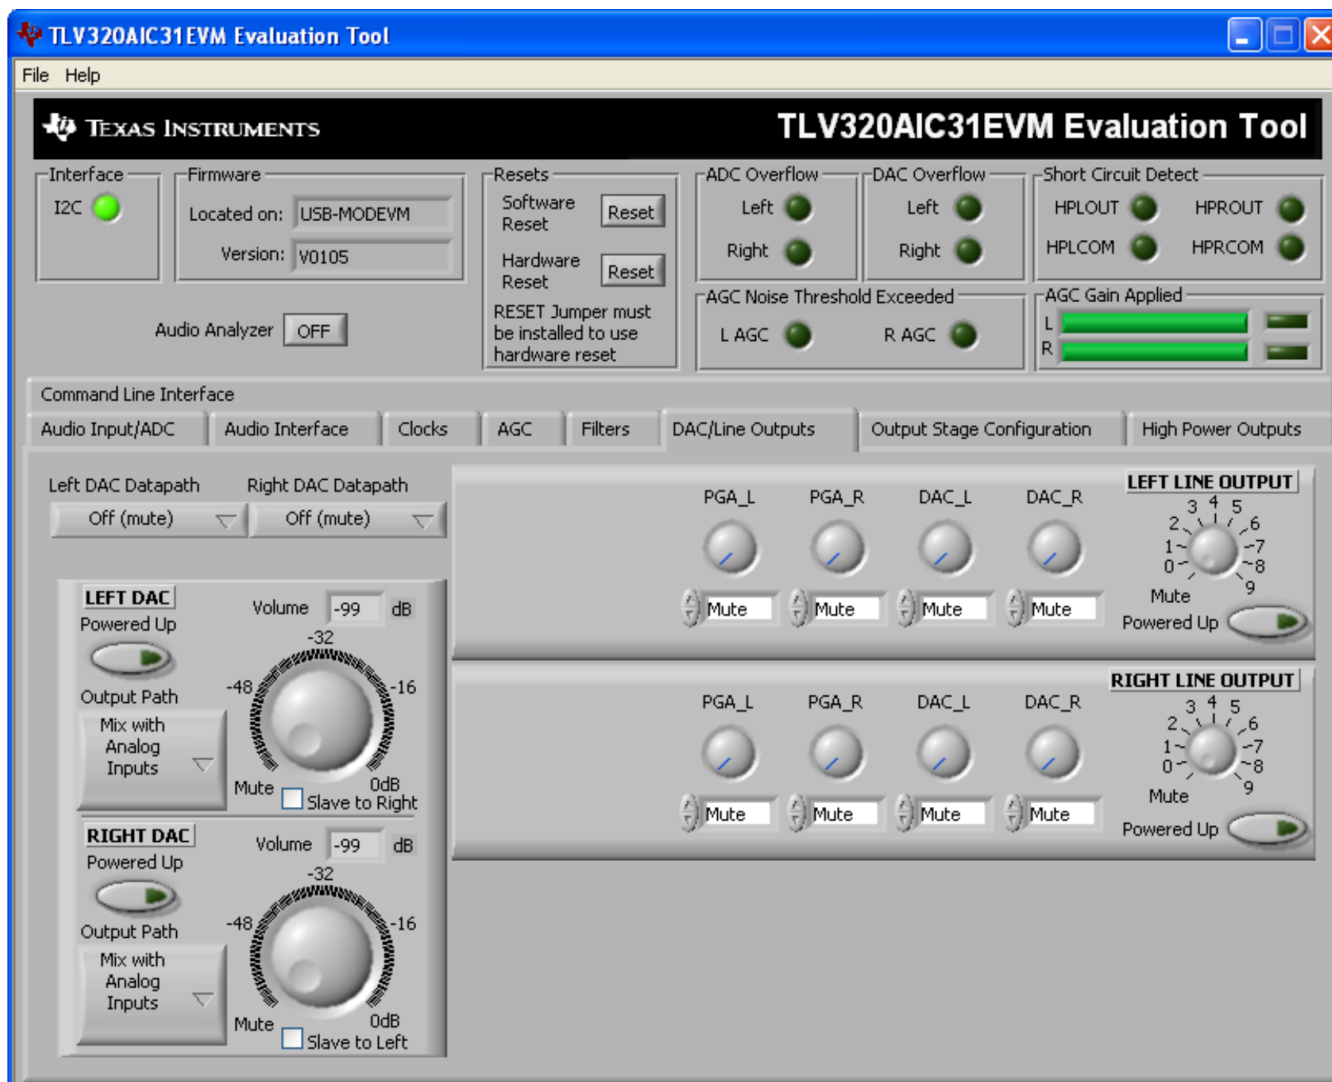 TLV320AIC31EVM Evaluation Tool
File Help
TEXAS INSTRUMENTS
TLV320AIC31EVM Evaluation Tool
Interface
I2C
Firmware
Located on: USB-MODEVM
Version: V0105
Audio Analyzer OFF
Resets
Software Reset Reset
Hardware Reset Reset
RESET Jumper must
be installed to use
hardware reset
ADC Overflow
Left
Right
DAC Overflow
Left
Right
Short Circuit Detect
HPLOUT HPROUT
HPLCOM HPRCOM
AGC Noise Threshold Exceeded
L AGC R AGC
AGC Gain Applied
L
R
Command Line Interface
Audio Input/ADC Audio Interface Clocks AGC Filters DAC/Line Outputs Output Stage Configuration High Power Outputs
Left DAC Datapath Right DAC Datapath
Off (mute) Off (mute)
LEFT DAC
Powered Up
Output Path
Mix with
Analog
Inputs
Volume -99 dB
-32
-48 -16
Mute 0dB
Slave to Right
RIGHT DAC
Powered Up
Output Path
Mix with
Analog
Inputs
Volume -99 dB
-32
-48 -16
Mute 0dB
Slave to Left
PGA_L PGA_R DAC_L DAC_R
Mute Mute Mute Mute
LEFT LINE OUTPUT
3 4 5
2 6
1 7
0 8
9
Mute
Powered Up
PGA_L PGA_R DAC_L DAC_R
Mute Mute Mute Mute
RIGHT LINE OUTPUT
3 4 5
2 6
1 7
0 8
9
Mute
Powered Up